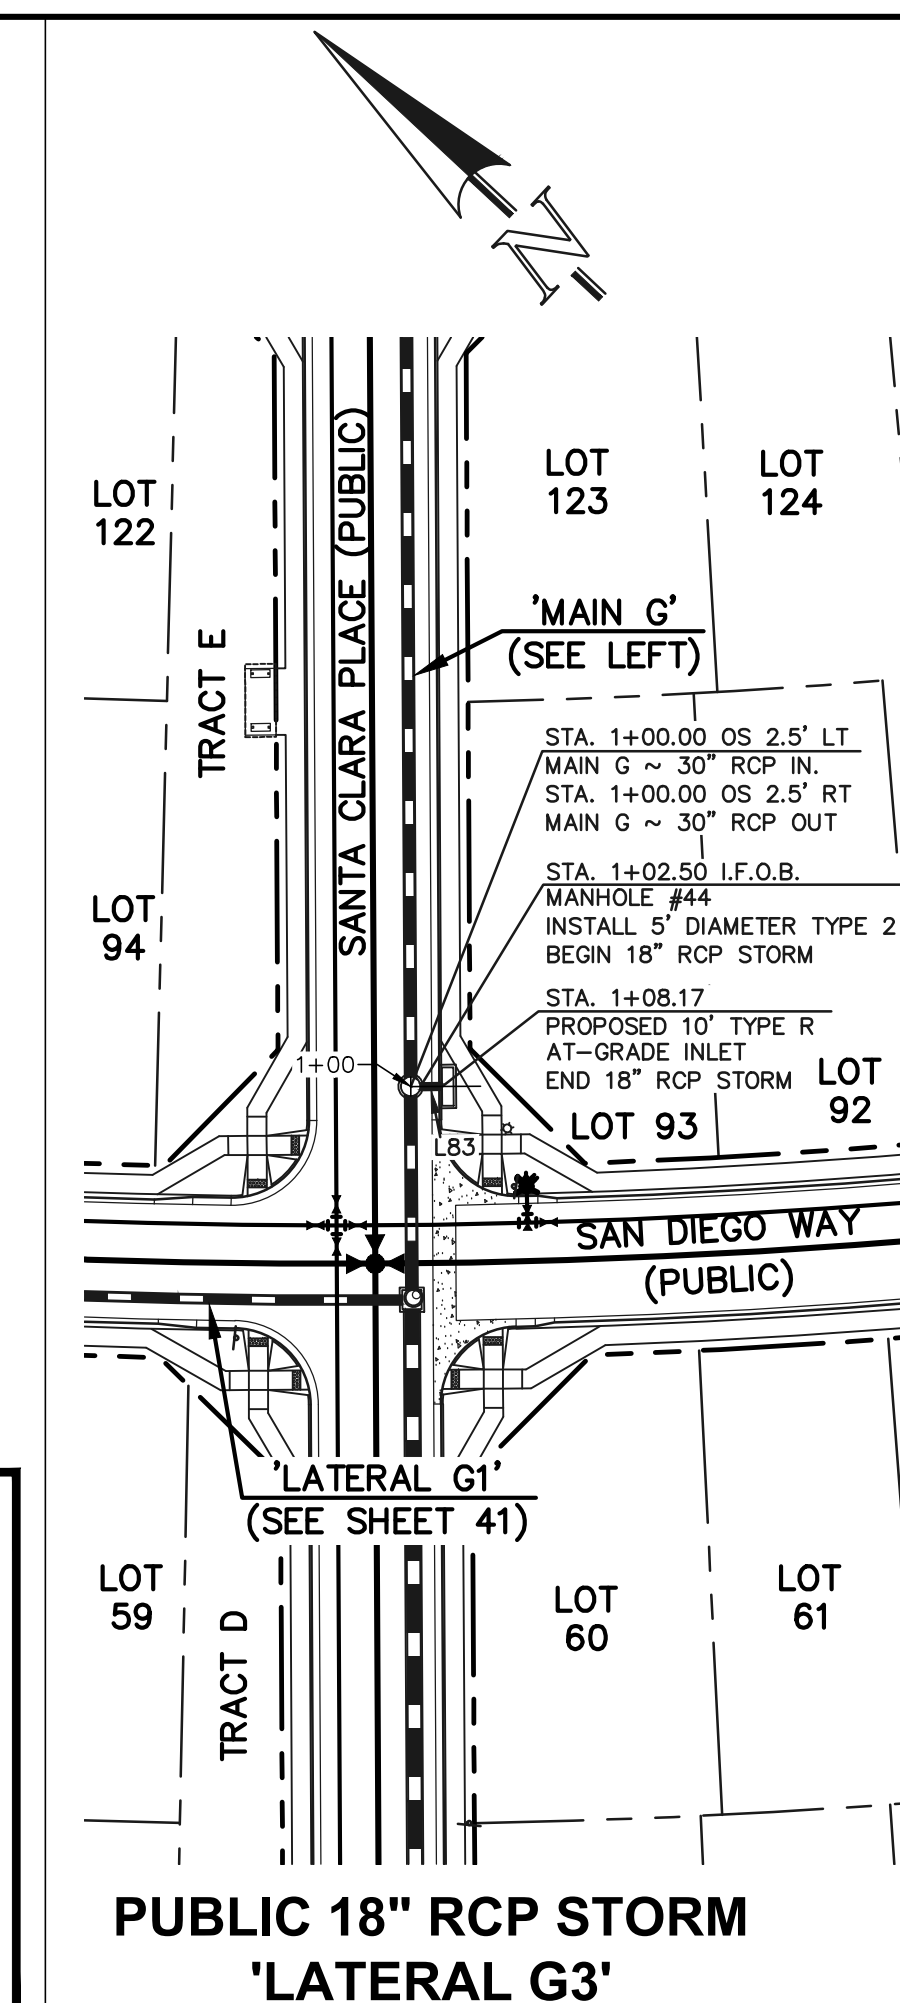 N
LOT
122
TRACT E
SANTA CLARA PLACE (PUBLIC)
LOT
123
LOT
124
'MAIN G'
(SEE LEFT)
STA. 1+00.00 OS 2.5' LT
MAIN G ~ 30" RCP IN.
STA. 1+00.00 OS 2.5' RT
MAIN G ~ 30" RCP OUT
STA. 1+02.50 I.F.O.B.
MANHOLE #44
INSTALL 5' DIAMETER TYPE 2
BEGIN 18" RCP STORM
STA. 1+08.17
PROPOSED 10' TYPE R
AT-GRADE INLET
END 18" RCP STORM
LOT
94
1+00
LOT
92
LOT 93
L83
SAN DIEGO WAY
(PUBLIC)
'LATERAL G1'
(SEE SHEET 41)
LOT
59
TRACT D
LOT
60
LOT
61
PUBLIC 18" RCP STORM
'LATERAL G3'